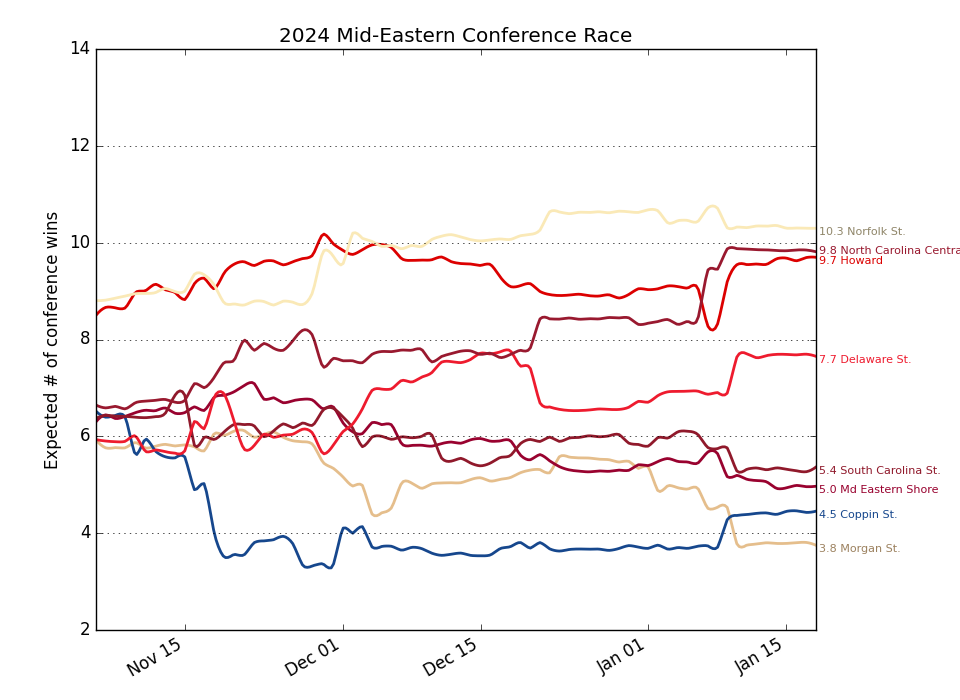 2024 Mid-Eastern Conference Race
Expected # of conference wins
14
12
10
8
6
4
2
10.3 Norfolk St.
9.8 North Carolina Centra
9.7 Howard
7.7 Delaware St.
5.4 South Carolina St.
5.0 Md Eastern Shore
4.5 Coppin St.
3.8 Morgan St.
Nov 15
Dec 01
Dec 15
Jan 01
Jan 15